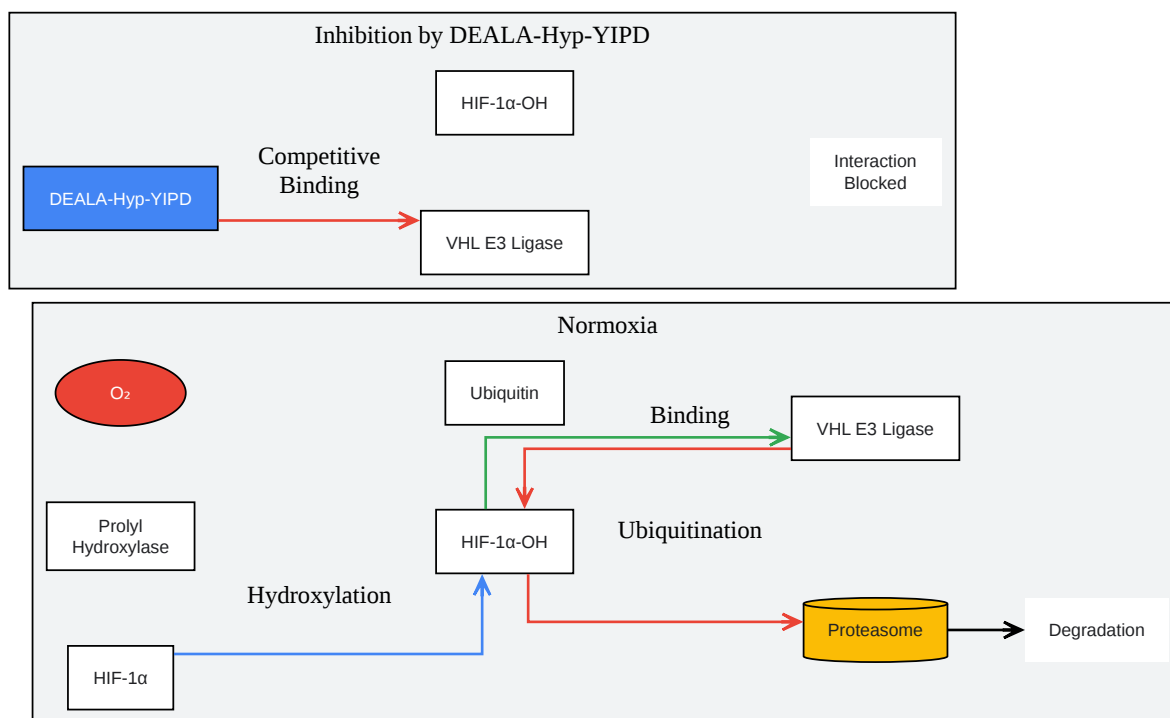 Inhibition by DEALA-Hyp-YIPD
HIF-1α-OH
Competitive
Binding
Interaction
Blocked
DEALA-Hyp-YIPD
VHL E3 Ligase
Normoxia
O₂
Ubiquitin
Binding
VHL E3 Ligase
Prolyl
Hydroxylase
HIF-1α-OH
Ubiquitination
Hydroxylation
Proteasome
Degradation
HIF-1α